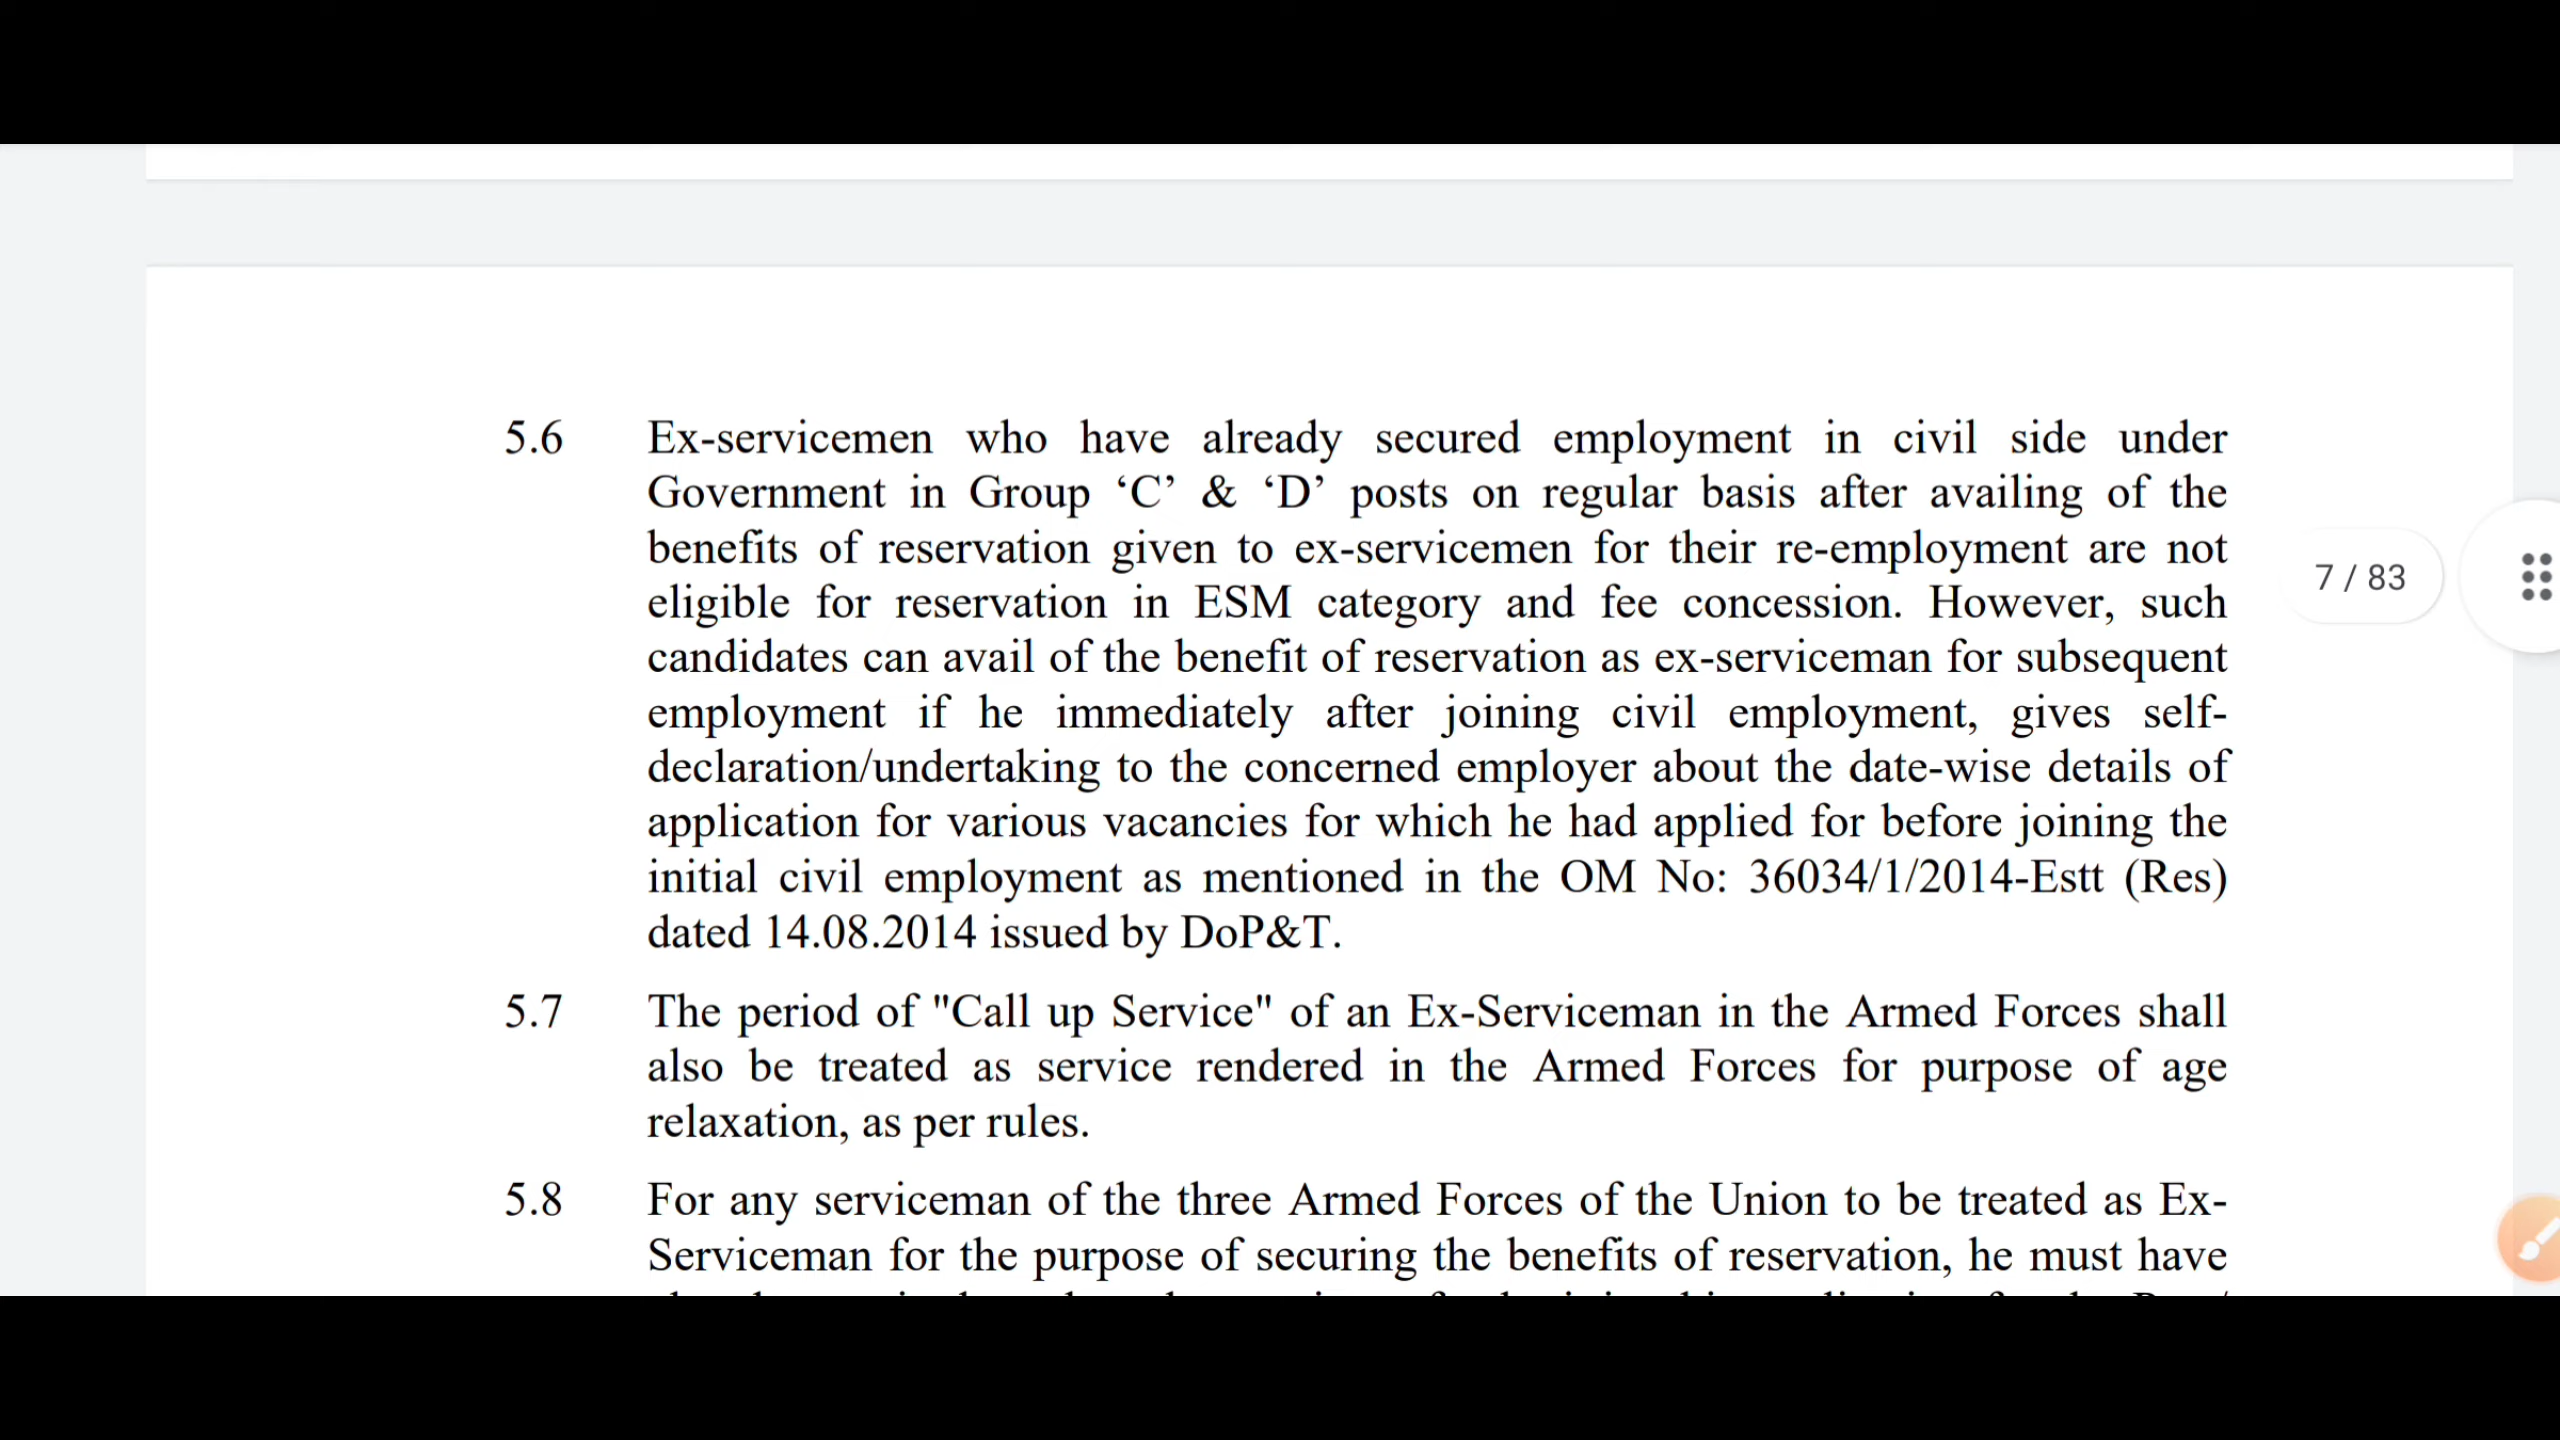 5.6 Ex-servicemen who have already secured employment in civil side under
Government in Group ‘C’ & ‘D’ posts on regular basis after availing of the
benefits of reservation given to ex-servicemen for their re-employment are not
eligible for reservation in ESM category and fee concession. However, such
candidates can avail of the benefit of reservation as ex-serviceman for subsequent
employment if he immediately after joining civil employment, gives self-
declaration/undertaking to the concerned employer about the date-wise details of
application for various vacancies for which he had applied for before joining the
initial civil employment as mentioned in the OM No: 36034/1/2014-Estt (Res)
dated 14.08.2014 issued by DoP&T.
7 / 83
5.7 The period of "Call up Service" of an Ex-Serviceman in the Armed Forces shall
also be treated as service rendered in the Armed Forces for purpose of age
relaxation, as per rules.
5.8 For any serviceman of the three Armed Forces of the Union to be treated as Ex-
Serviceman for the purpose of securing the benefits of reservation, he must have